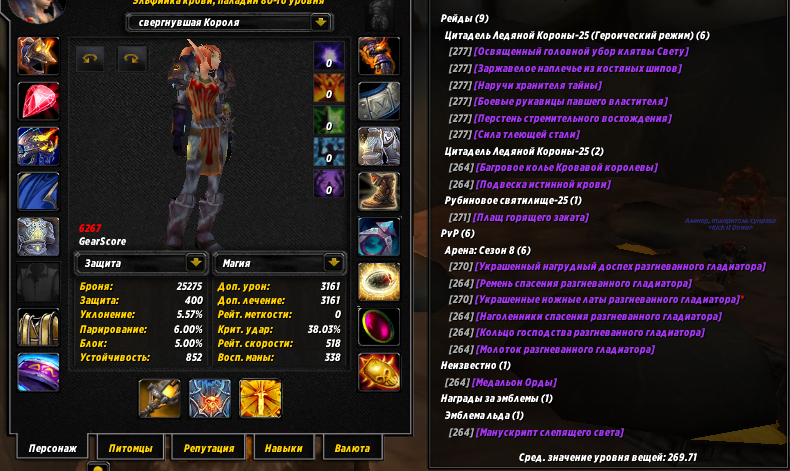 Эльфийка крови, паладин 80-го уровня
свергнувшая Короля
0
0
0
0
0
6267
GearScore
Защита
Магия
Броня: 25275
Защита: 400
Уклонение: 5.57%
Парирование: 6.00%
Блок: 5.00%
Устойчивость: 852
Доп. урон: 3161
Доп. лечение: 3161
Рейт. меткости: 0
Крит. удар: 38.03%
Рейт. скорости: 518
Восп. маны: 338
Персонаж
Питомцы
Репутация
Навыки
Валюта
Рейды (9)
Цитадель Ледяной Короны-25 (Героический режим) (6)
[277] [Освященный головной убор клятвы Свету]
[277] [Заржавелое наплечье из костяных шипов]
[277] [Наручи хранителя тайны]
[277] [Боевые рукавицы павшего властителя]
[277] [Перстень стремительного восхождения]
[277] [Сила тлеющей стали]
Цитадель Ледяной Короны-25 (2)
[264] [Багровое колье Кровавой королевы]
[264] [Подвеска истинной крови]
Рубиновое святилище-25 (1)
[271] [Плащ горящего заката]
PvP (6)
Арена: Сезон 8 (6)
[270] [Украшенный нагрудный доспех разгневанного гладиатора]
[264] [Ремень спасения разгневанного гладиатора]
[270] [Украшенные ножные латы разгневанного гладиатора]*
[264] [Наголенники спасения разгневанного гладиатора]
[264] [Кольцо господства разгневанного гладиатора]
[264] [Молоток разгневанного гладиатора]
Неизвестно (1)
[264] [Медальон Орды]
Награды за эмблемы (1)
Эмблема льда (1)
[264] [Манускрипт слепящего света]
Сред. значение уровня вещей: 269.71